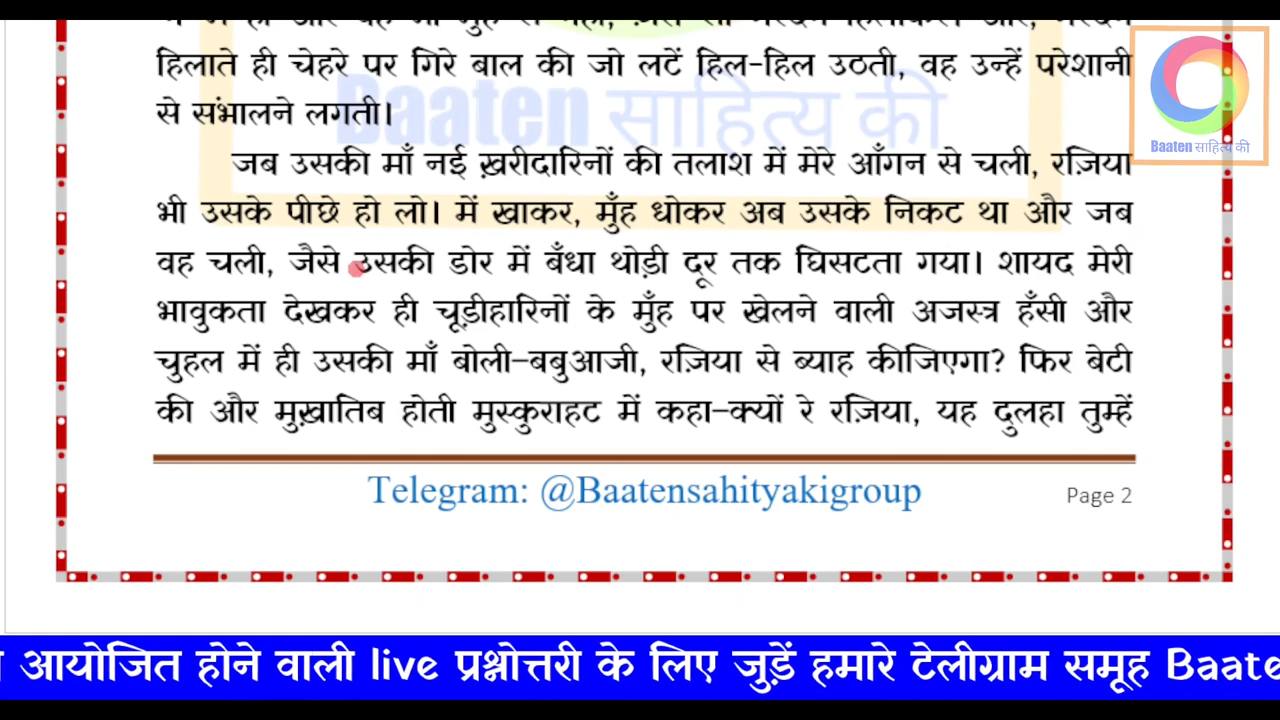 हिलाते ही चेहरे पर गिरे बाल की जो लटें हिल-हिल उठती, वह उन्हें परेशानी
से संभालने लगती।
जब उसकी माँ नई ख़रीदारिनों की तलाश में मेरे आँगन से चली, रज़िया
भी उसके पीछे हो लो। में खाकर, मुँह धोकर अब उसके निकट था और जब
वह चली, जैसे उसकी डोर में बँधा थोड़ी दूर तक घिसटता गया। शायद मेरी
भावुकता देखकर ही चूड़ीहारिनों के मुँह पर खेलने वाली अजस्त्र हँसी और
चुहल में ही उसकी माँ बोली-बबुआजी, रज़िया से ब्याह कीजिएगा? फिर बेटी
की और मुख़ातिब होती मुस्कुराहट में कहा-क्यों रे रज़िया, यह दुलहा तुम्हें
Telegram: @Baatensahityakigroup
Page 2
Baaten साहित्य की
Baaten साहित्य की
आयोजित होने वाली live प्रश्नोत्तरी के लिए जुड़ें हमारे टेलीग्राम समूह Baate